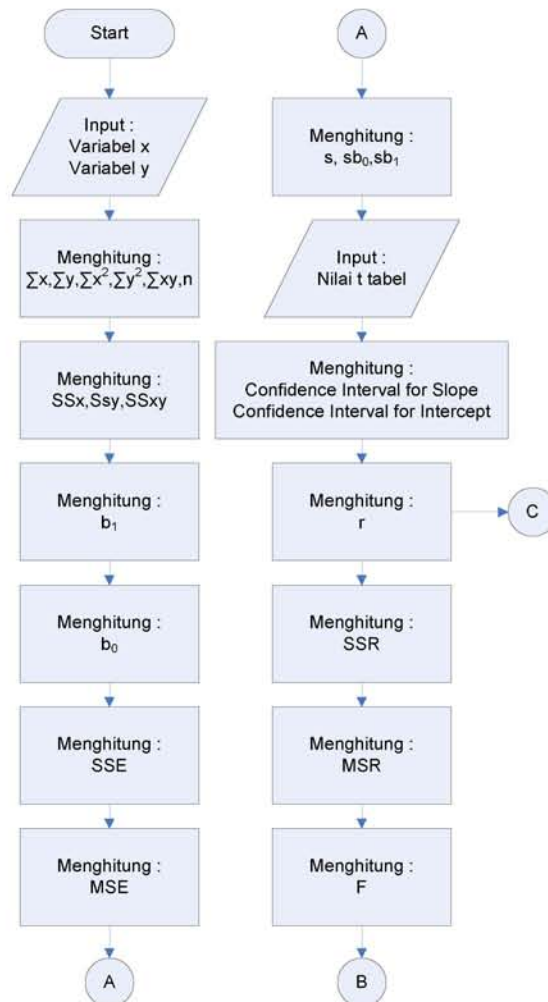 Start
Input :
Variabel x
Variabel y
Menghitung :
∑x,∑y,∑x²,∑y²,∑xy,n
Menghitung :
SSx,Ssy,SSxy
Menghitung :
b₁
Menghitung :
b₀
Menghitung :
SSE
Menghitung :
MSE
A
A
Menghitung :
s, sb₀,sb₁
Input :
Nilai t tabel
Menghitung :
Confidence Interval for Slope
Confidence Interval for Intercept
Menghitung :
r
C
Menghitung :
SSR
Menghitung :
MSR
Menghitung :
F
B